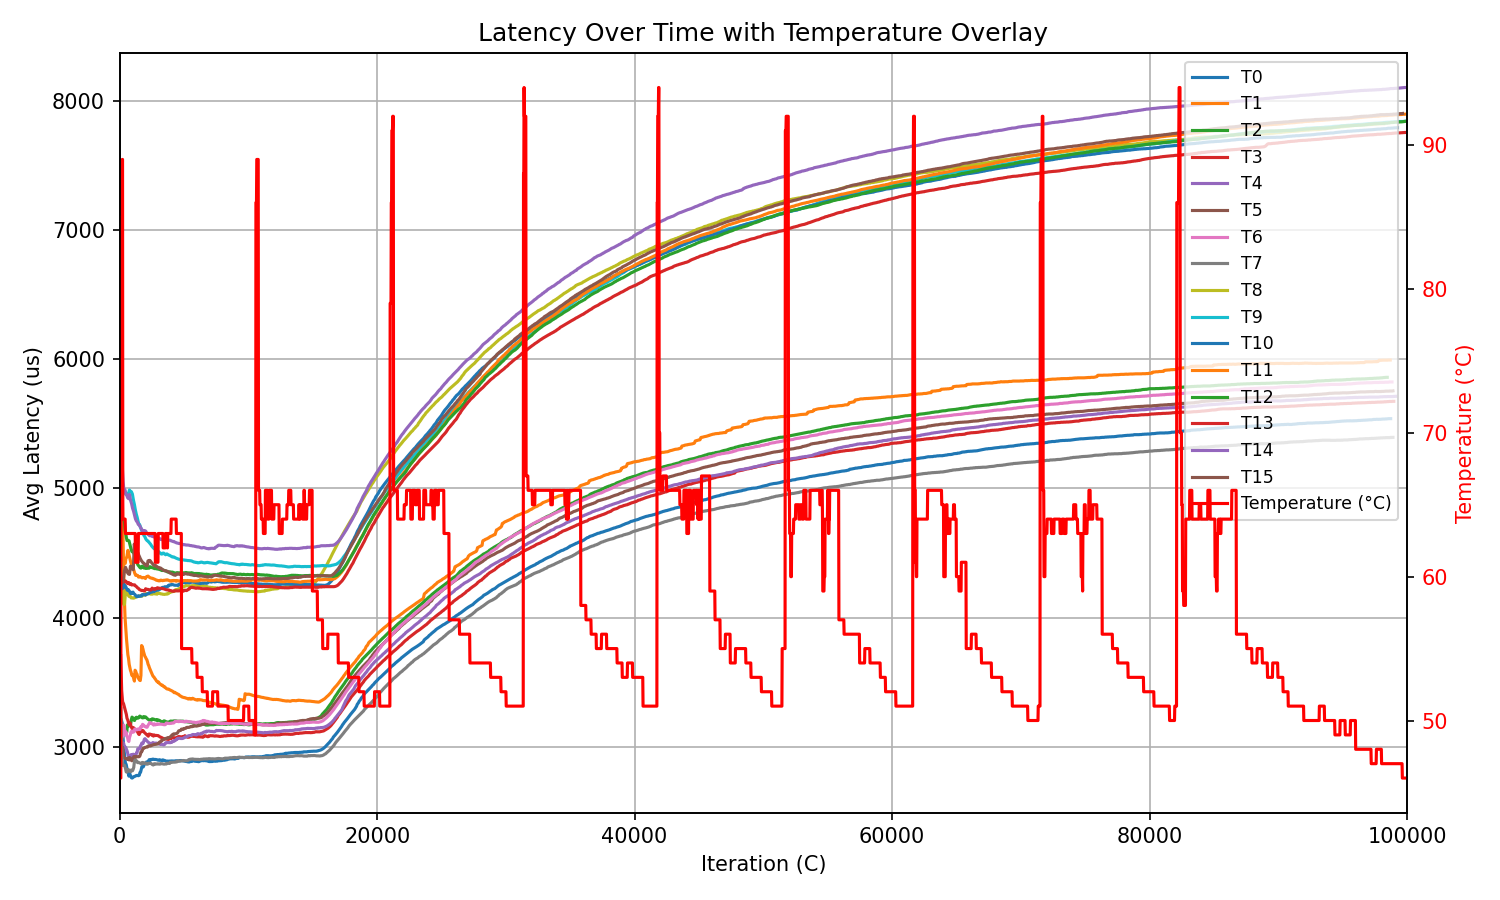 Latency Over Time with Temperature Overlay
Avg Latency (us)
8000
7000
6000
5000
4000
3000
0
20000
40000
60000
80000
100000
Iteration (C)
90
80
70
60
50
Temperature (°C)
T0
T1
T2
T3
T4
T5
T6
T7
T8
T9
T10
T11
T12
T13
T14
T15
Temperature (°C)